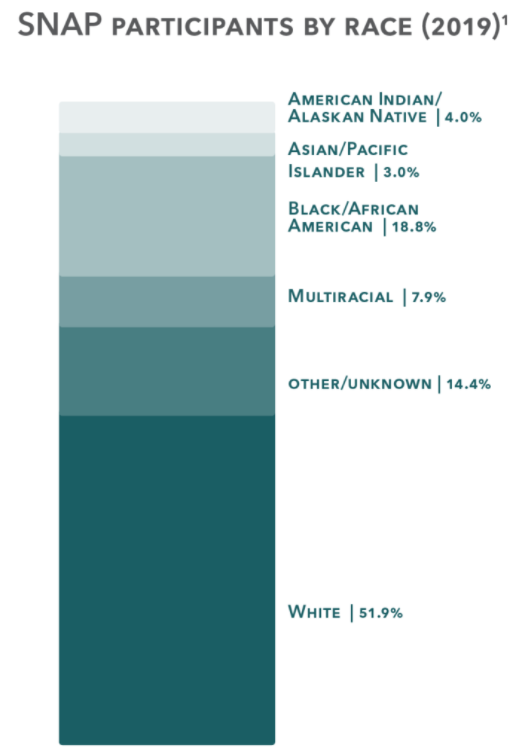 SNAP PARTICIPANTS BY RACE (2019)¹
AMERICAN INDIAN/
ALASKAN NATIVE | 4.0%
ASIAN/PACIFIC
ISLANDER | 3.0%
BLACK/AFRICAN
AMERICAN | 18.8%
MULTIRACIAL | 7.9%
OTHER/UNKNOWN | 14.4%
WHITE | 51.9%